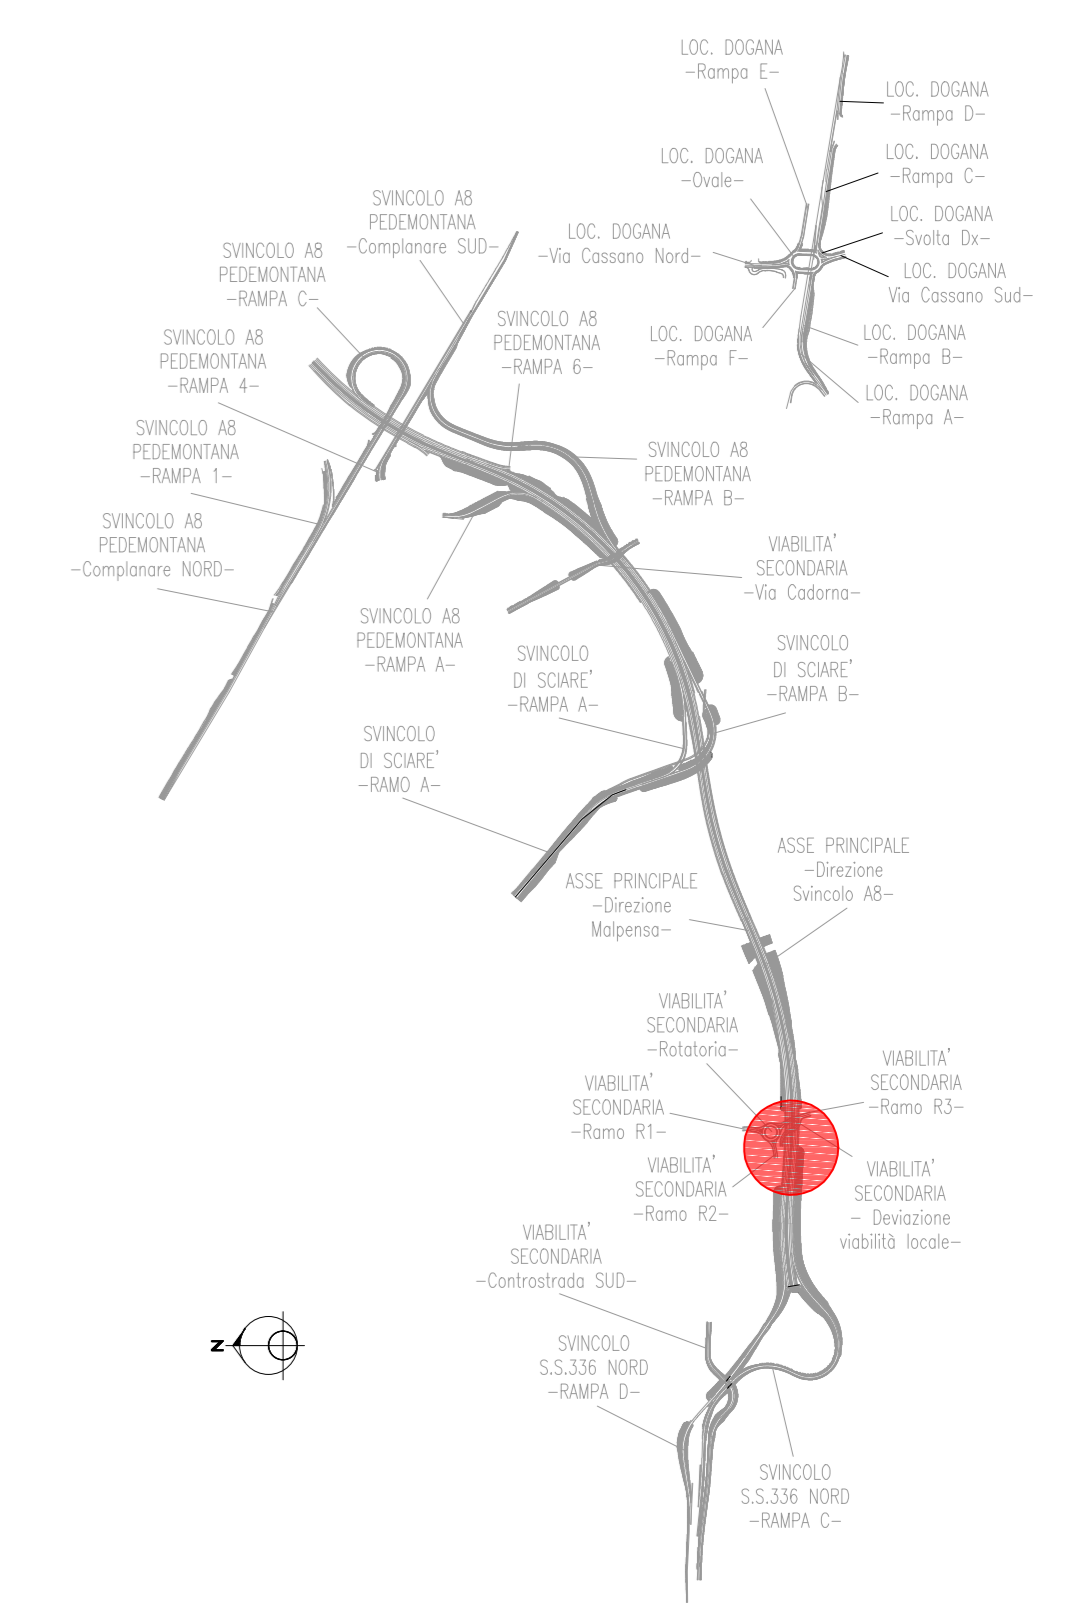 LOC. DOGANA
-Rampa E-
LOC. DOGANA
-Rampa D-
LOC. DOGANA
-Rampa C-
LOC. DOGANA
-Ovale-
SVINCOLO A8
PEDEMONTANA
-Complanare SUD-
LOC. DOGANA
-Svolta Dx-
LOC. DOGANA
-Via Cassano Nord-
SVINCOLO A8
PEDEMONTANA
-RAMPA C-
LOC. DOGANA
Via Cassano Sud-
SVINCOLO A8
PEDEMONTANA
-RAMPA 6-
LOC. DOGANA
-Rampa F-
LOC. DOGANA
-Rampa B-
SVINCOLO A8
PEDEMONTANA
-RAMPA 4-
LOC. DOGANA
-Rampa A-
SVINCOLO A8
PEDEMONTANA
-RAMPA 1-
SVINCOLO A8
PEDEMONTANA
-RAMPA B-
SVINCOLO A8
PEDEMONTANA
-Complanare NORD-
VIABILITA'
SECONDARIA
-Via Cadorna-
SVINCOLO A8
PEDEMONTANA
-RAMPA A-
SVINCOLO
DI SCIARE'
-RAMPA A-
SVINCOLO
DI SCIARE'
-RAMPA B-
SVINCOLO
DI SCIARE'
-RAMO A-
ASSE PRINCIPALE
-Direzione
Svincolo A8-
ASSE PRINCIPALE
-Direzione
Malpensa-
VIABILITA'
SECONDARIA
-Rotatoria-
VIABILITA'
SECONDARIA
-Ramo R3-
VIABILITA'
SECONDARIA
-Ramo R1-
VIABILITA'
SECONDARIA
-Ramo R2-
VIABILITA'
SECONDARIA
- Deviazione
viabilità locale-
VIABILITA'
SECONDARIA
-Controstrada SUD-
N
SVINCOLO
S.S.336 NORD
-RAMPA D-
SVINCOLO
S.S.336 NORD
-RAMPA C-